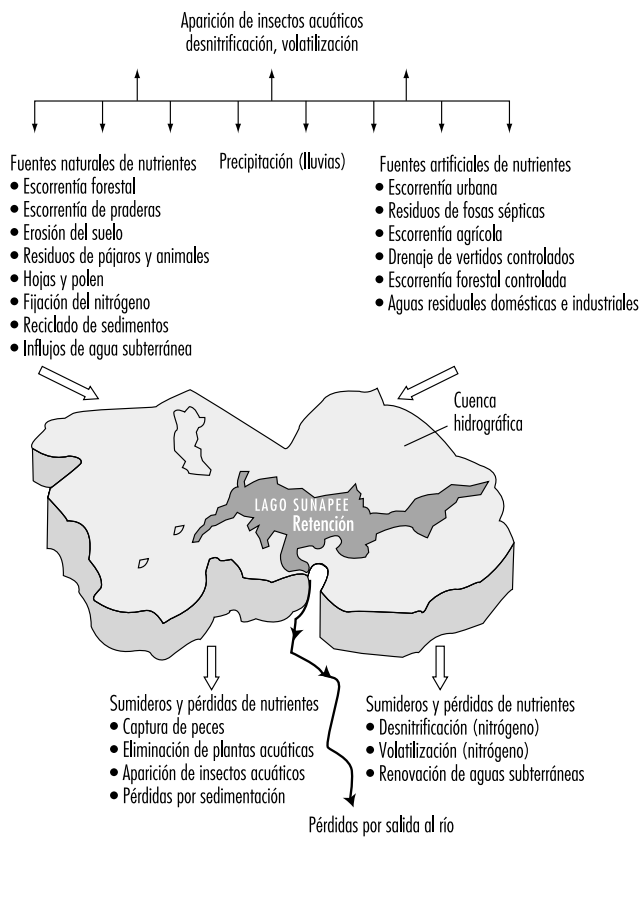 Aparición de insectos acuáticos
desnitrificación, volatilización
Fuentes naturales de nutrientes
● Escorrentía forestal
● Escorrentía de praderas
● Erosión del suelo
● Residuos de pájaros y animales
● Hojas y polen
● Fijación del nitrógeno
● Reciclado de sedimentos
● Influjos de agua subterránea
Precipitación (lluvias)
Fuentes artificiales de nutrientes
● Escorrentía urbana
● Residuos de fosas sépticas
● Escorrentía agrícola
● Drenaje de vertidos controlados
● Escorrentía forestal controlada
● Aguas residuales domésticas e industriales
Cuenca
hidrográfica
LAGO SUNAPEE
Retención
Sumideros y pérdidas de nutrientes
● Captura de peces
● Eliminación de plantas acuáticas
● Aparición de insectos acuáticos
● Pérdidas por sedimentación
Sumideros y pérdidas de nutrientes
● Desnitrificación (nitrógeno)
● Volatilización (nitrógeno)
● Renovación de aguas subterráneas
Pérdidas por salida al río